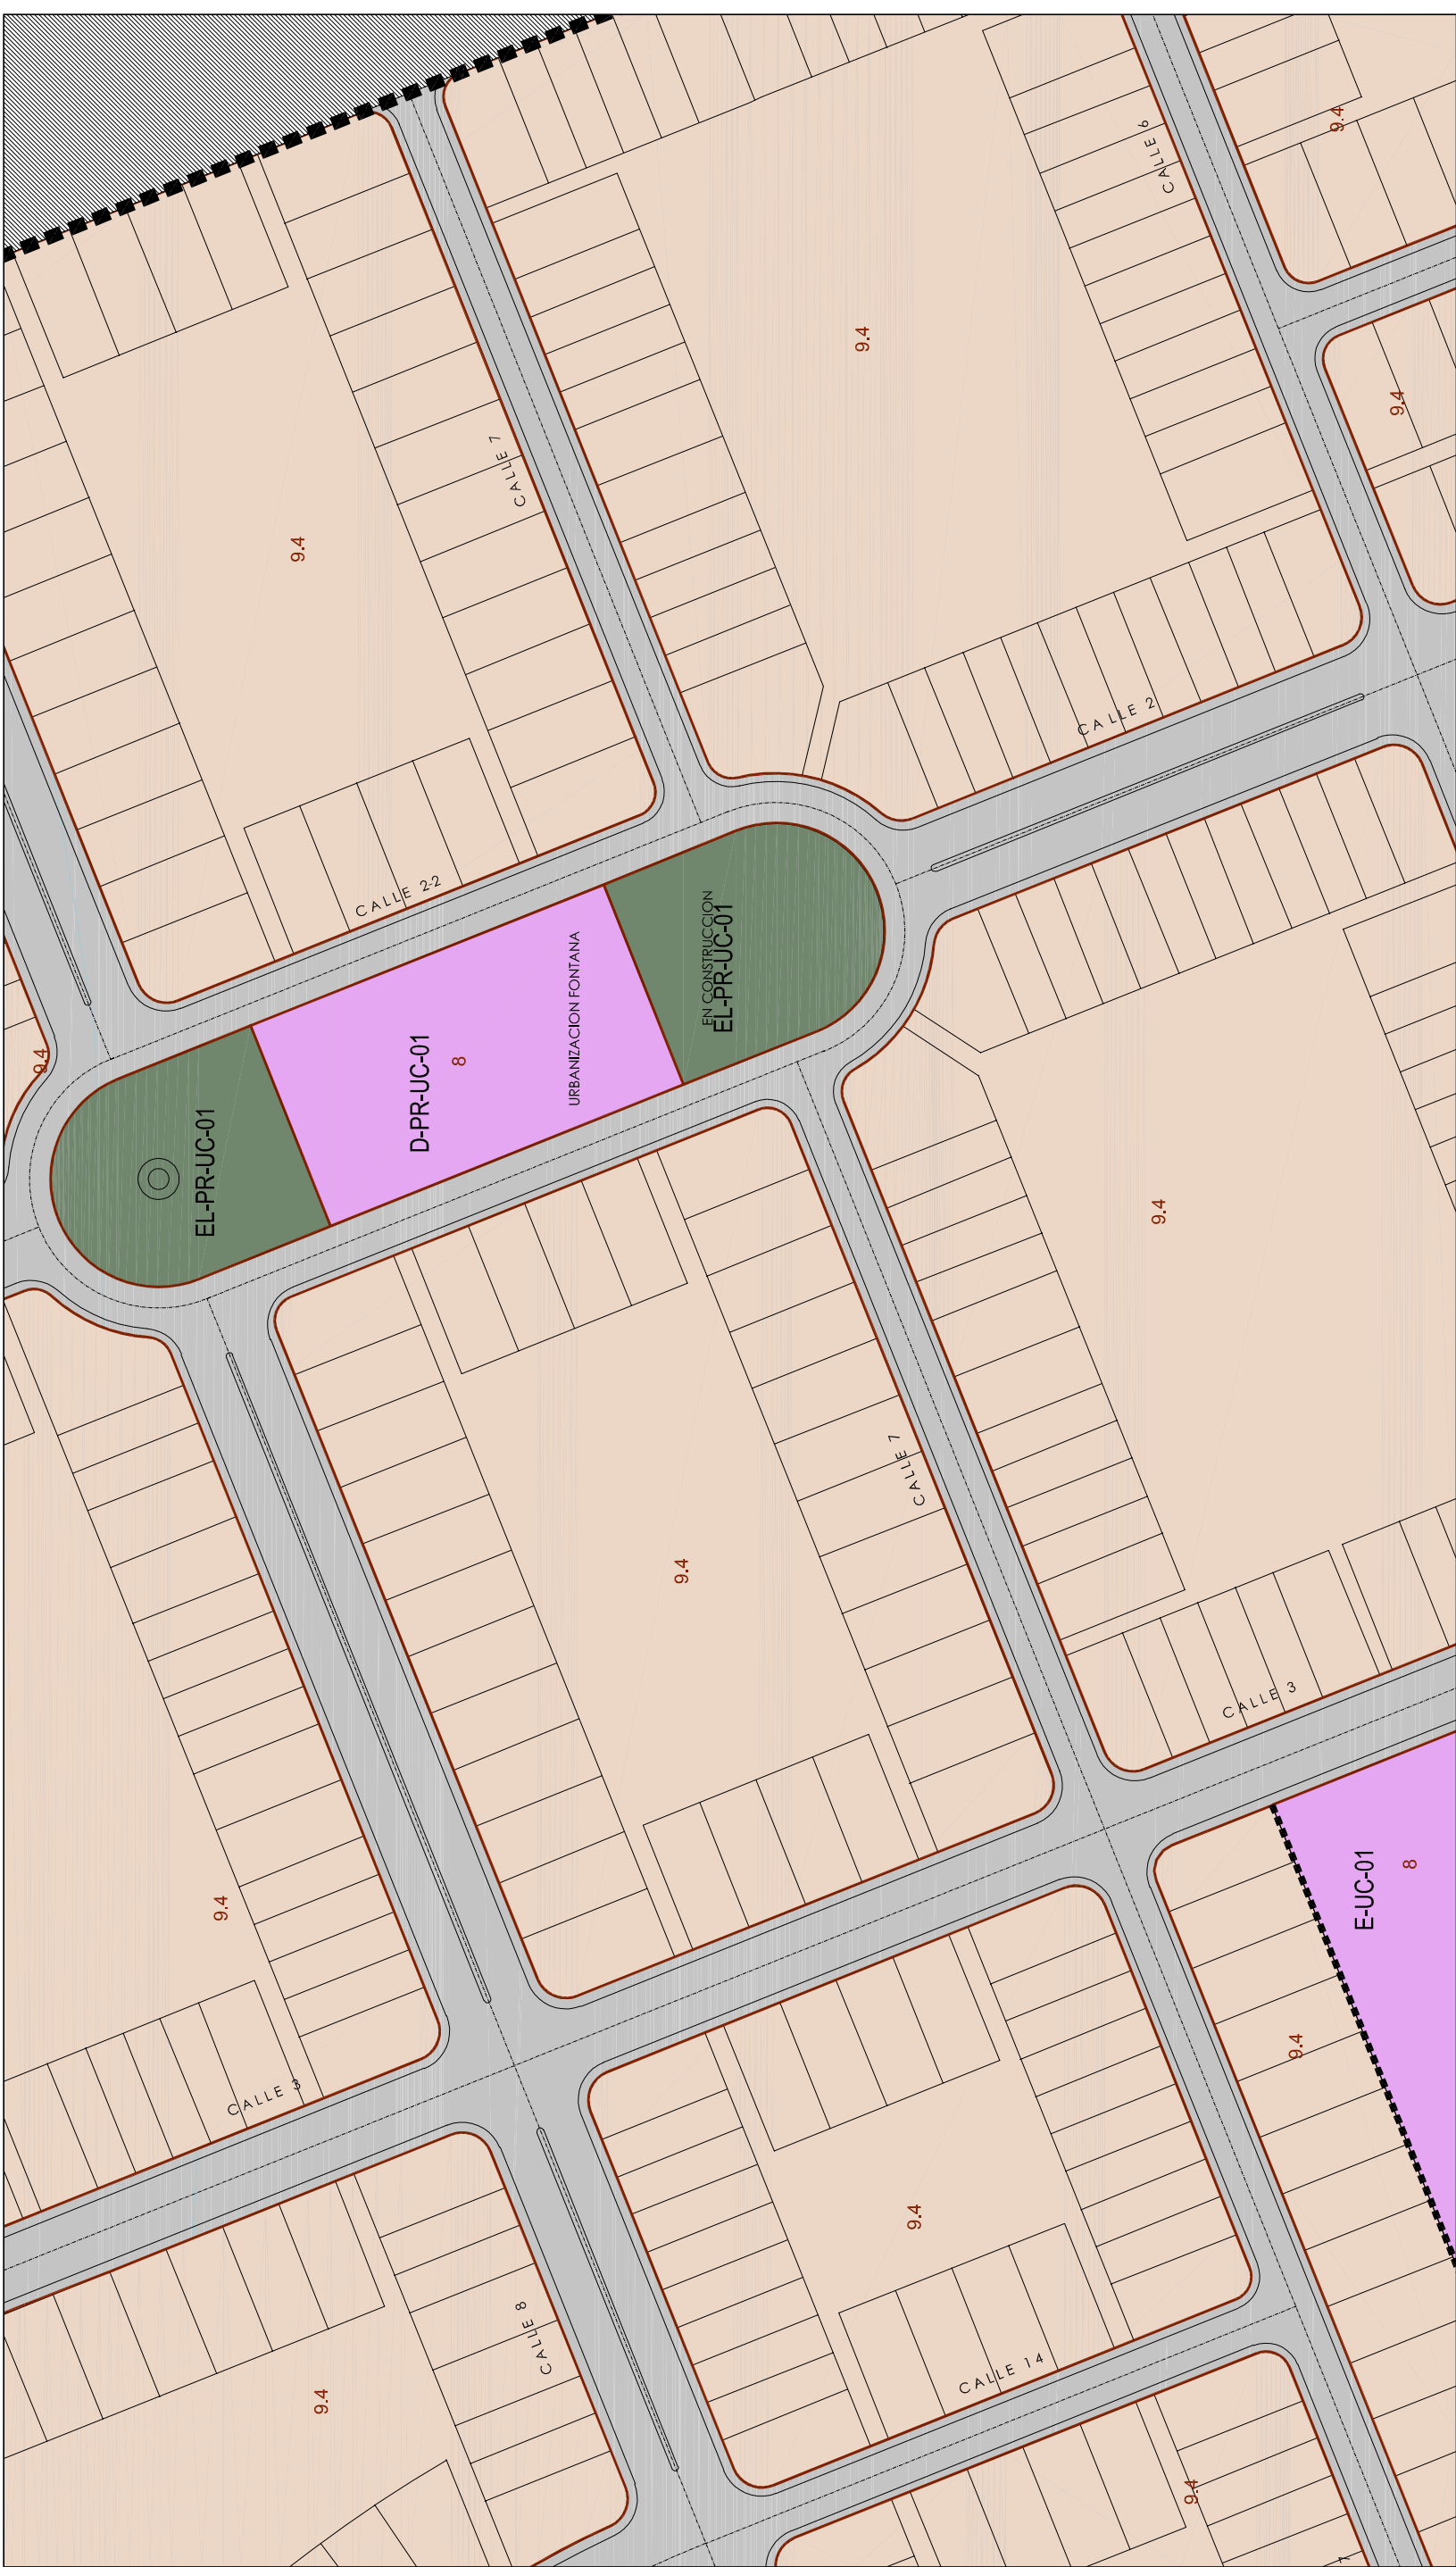 9.4
CALLE 6
9.4
9.4
CALLE 7
9.4
CALLE 2
CALLE 2-2
EN CONSTRUCCION
EL-PR-UC-01
URBANIZACION FONTANA
D-PR-UC-01
8
9.4
EL-PR-UC-01
9.4
CALLE 7
9.4
CALLE 3
E-UC-01
8
9.4
9.4
CALLE 3
9.4
CALLE 8
CALLE 14
9.4
9.4
7